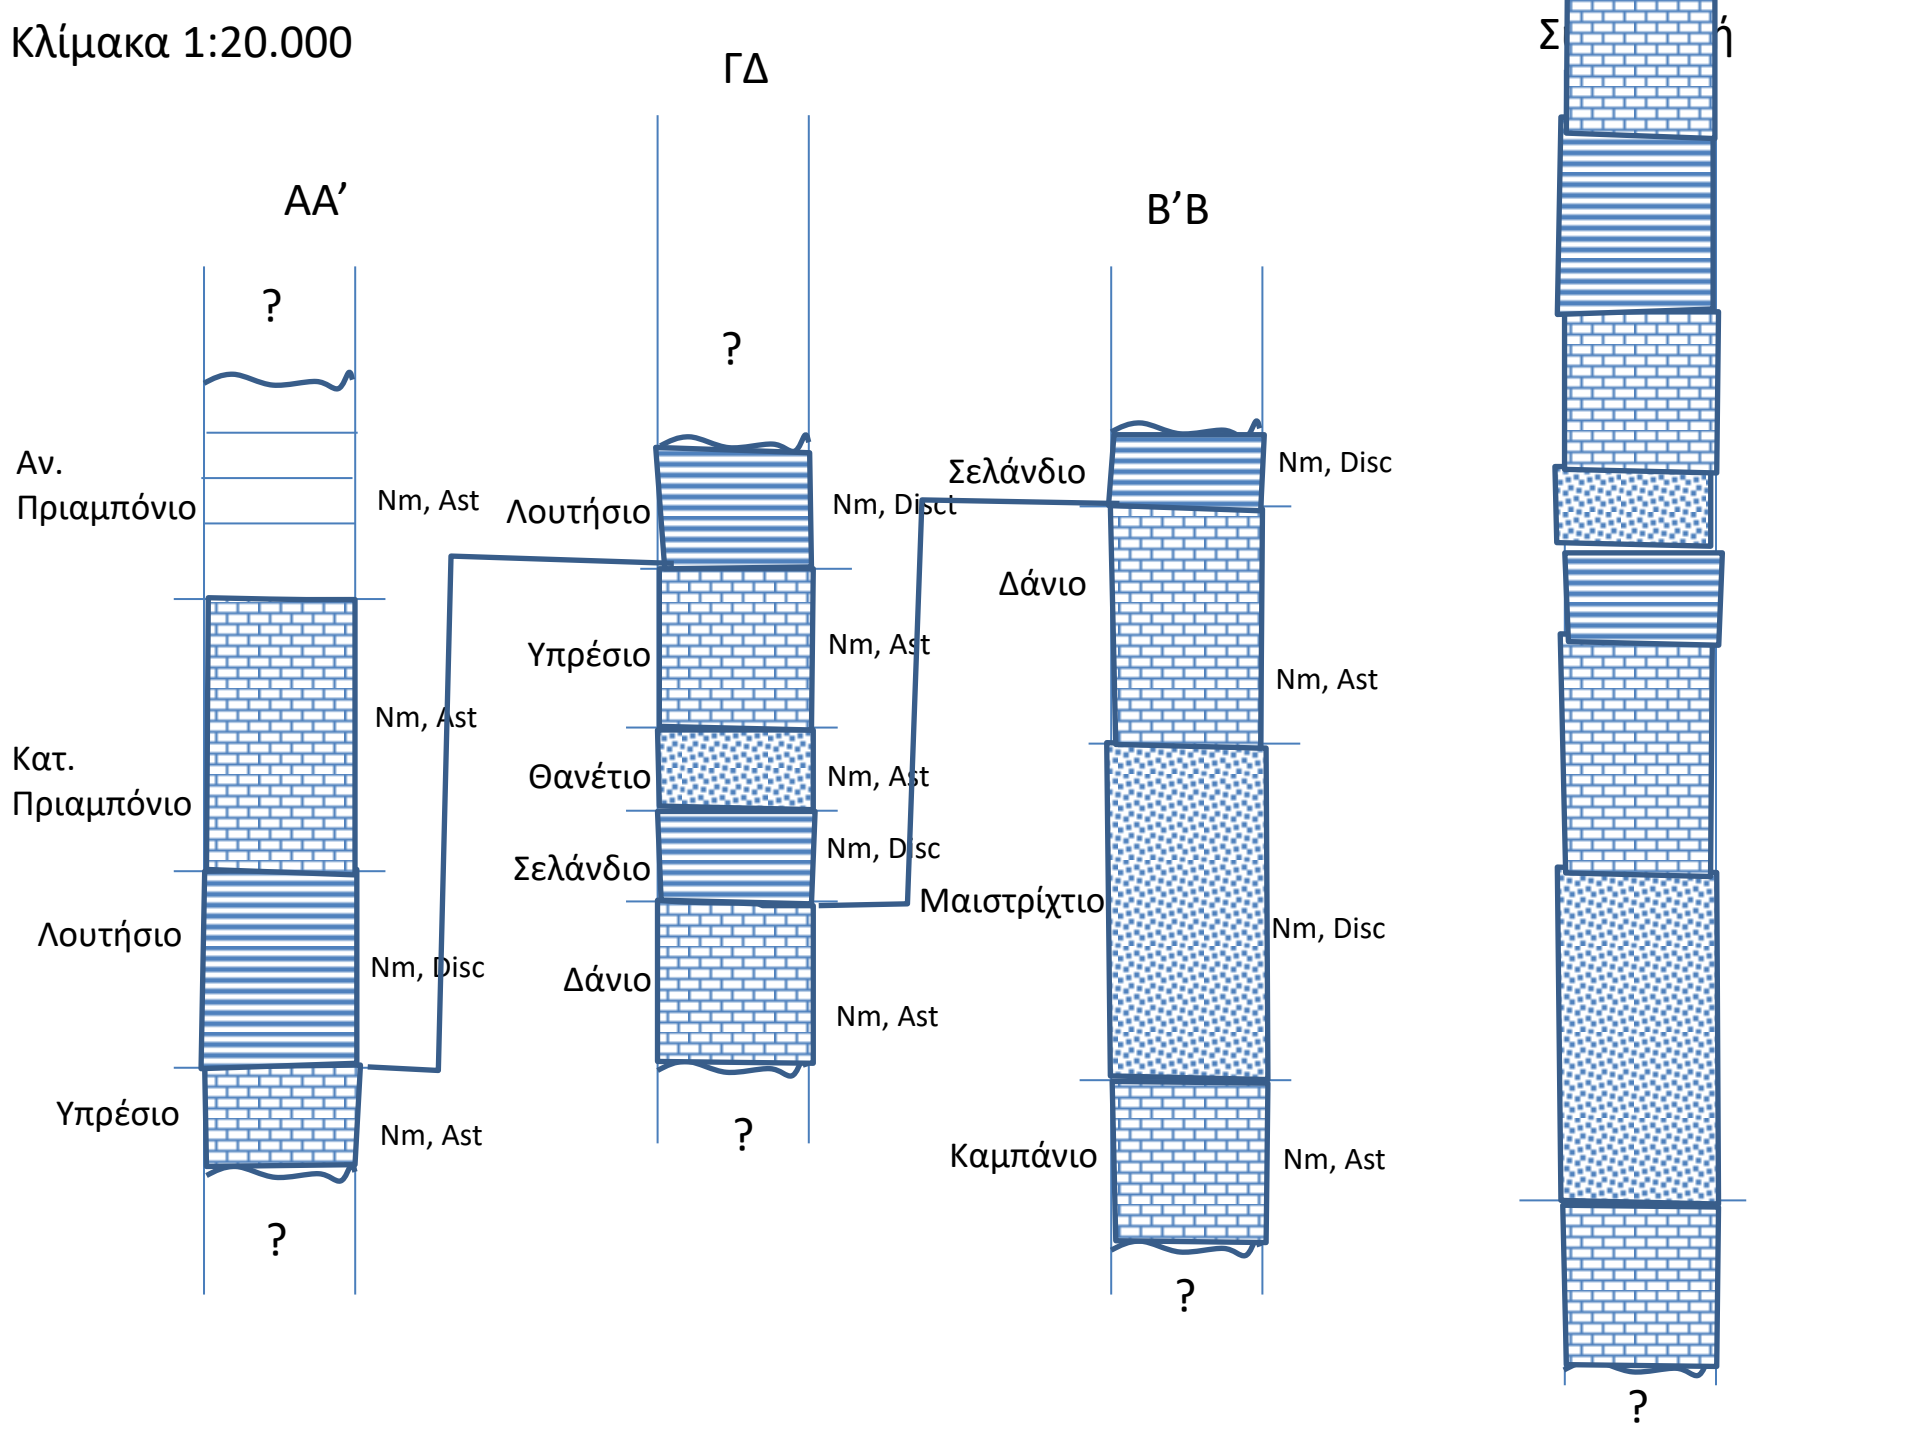 Κλίμακα 1:20.000
ΑΑ’
?
Αν.
Πριαμπόνιο
Nm, Ast
Κατ.
Πριαμπόνιο
Nm, Ast
Λουτήσιο
Nm, Disc
Υπρέσιο
Nm, Ast
?
ΓΔ
?
Λουτήσιο
Nm, Disct
Υπρέσιο
Nm, Ast
Θανέτιο
Nm, Ast
Σελάνδιο
Nm, Disc
Δάνιο
Nm, Ast
?
Β’Β
Σελάνδιο
Nm, Disc
Δάνιο
Nm, Ast
Μαιστρίχτιο
Nm, Disc
Καμπάνιο
Nm, Ast
?
?